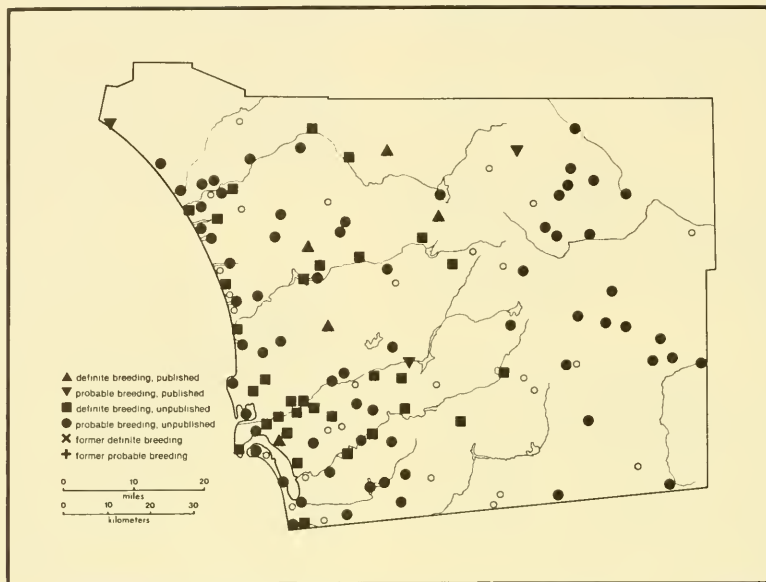 definite breeding, published
probable breeding, published
definite breeding, unpublished
probable breeding, unpublished
former definite breeding
former probable breeding
0 10 20
miles
0 10 20 30
kilometers